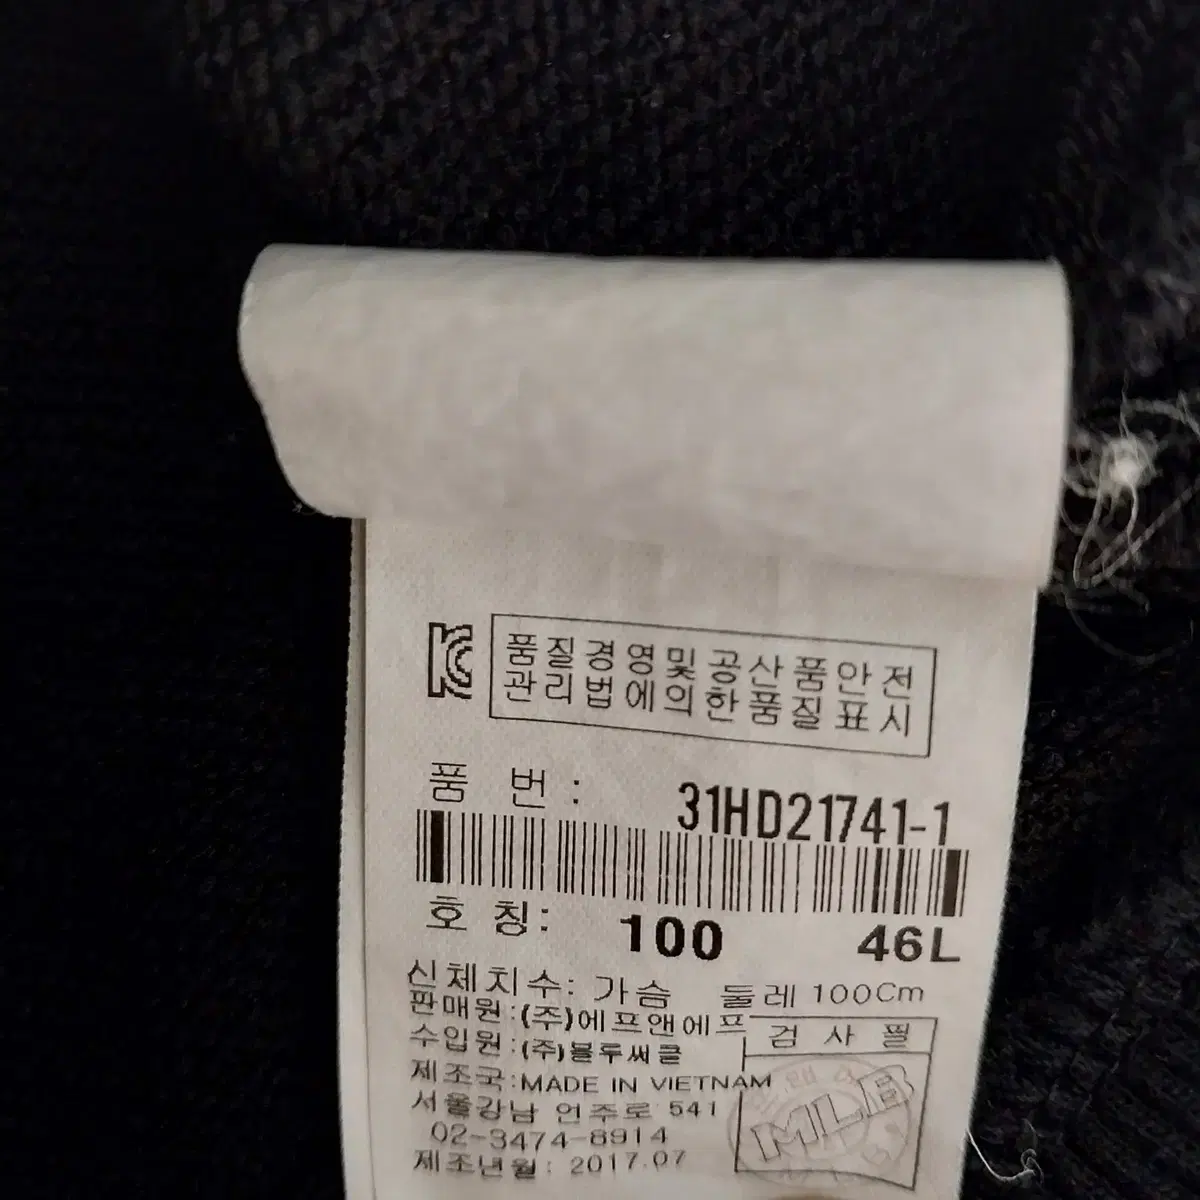 품질경영및공산품안전
관리법에의한품질표시
품 번 : 31HD21741-1
호 칭: 100 46L
신체치수: 가슴 둘레 100Cm
판매원:(주)에프앤에프
수입원:(주)블루써클
검 사 필
제조국:MADE IN VIETNAM
서울강남 언주로 541
MLB
02-3474-8914
제조년월: 2017.07